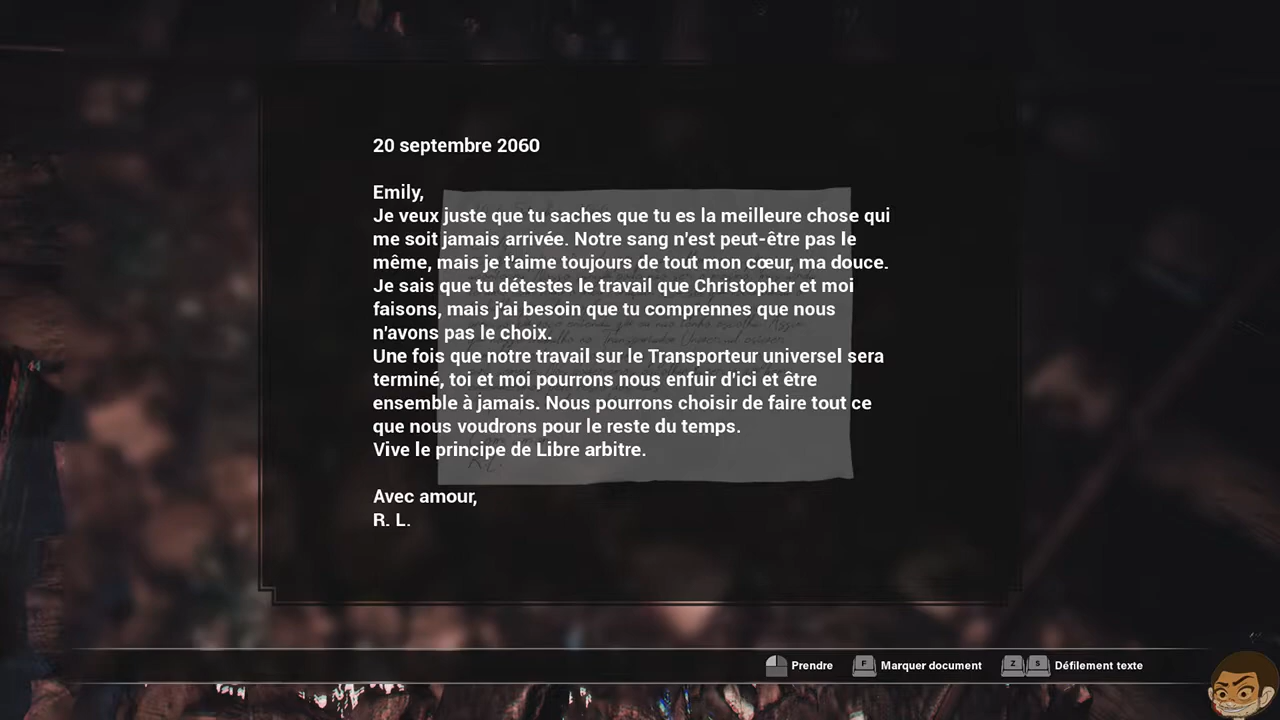 20 septembre 2060
Emily,
Je veux juste que tu saches que tu es la meilleure chose qui
me soit jamais arrivée. Notre sang n'est peut-être pas le
même, mais je t'aime toujours de tout mon cœur, ma douce.
Je sais que tu détestes le travail que Christopher et moi
faisons, mais j'ai besoin que tu comprennes que nous
n'avons pas le choix.
Une fois que notre travail sur le Transporteur universel sera
terminé, toi et moi pourrons nous enfuir d'ici et être
ensemble à jamais. Nous pourrons choisir de faire tout ce
que nous voudrons pour le reste du temps.
Vive le principe de Libre arbitre.
Avec amour,
R. L.
Prendre F Marquer document Z S Défilement texte